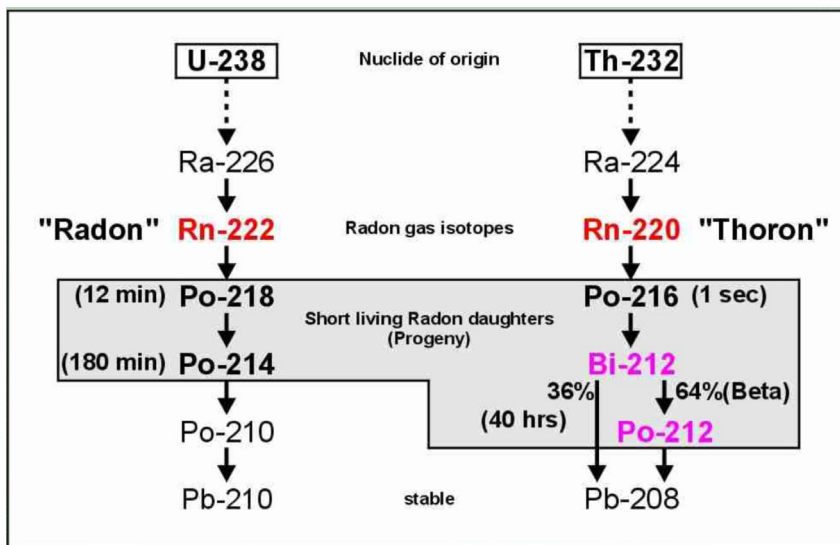 U-238 Nuclide of origin Th-232
Ra-226 Ra-224
"Radon" Rn-222 Radon gas isotopes Rn-220 "Thoron"
(12 min) Po-218 Po-216 (1 sec)
Short living Radon daughters
(Progeny)
(180 min) Po-214 Bi-212
36% 64%(Beta)
(40 hrs)
Po-210 Po-212
Pb-210 stable Pb-208